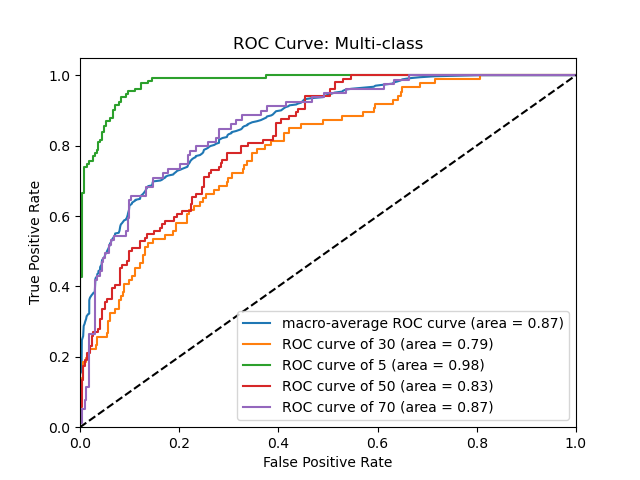 ROC Curve: Multi-class
True Positive Rate
1.0
0.8
0.6
0.4
0.2
0.0
macro-average ROC curve (area = 0.87)
ROC curve of 30 (area = 0.79)
ROC curve of 5 (area = 0.98)
ROC curve of 50 (area = 0.83)
ROC curve of 70 (area = 0.87)
0.0 0.2 0.4 0.6 0.8 1.0
False Positive Rate